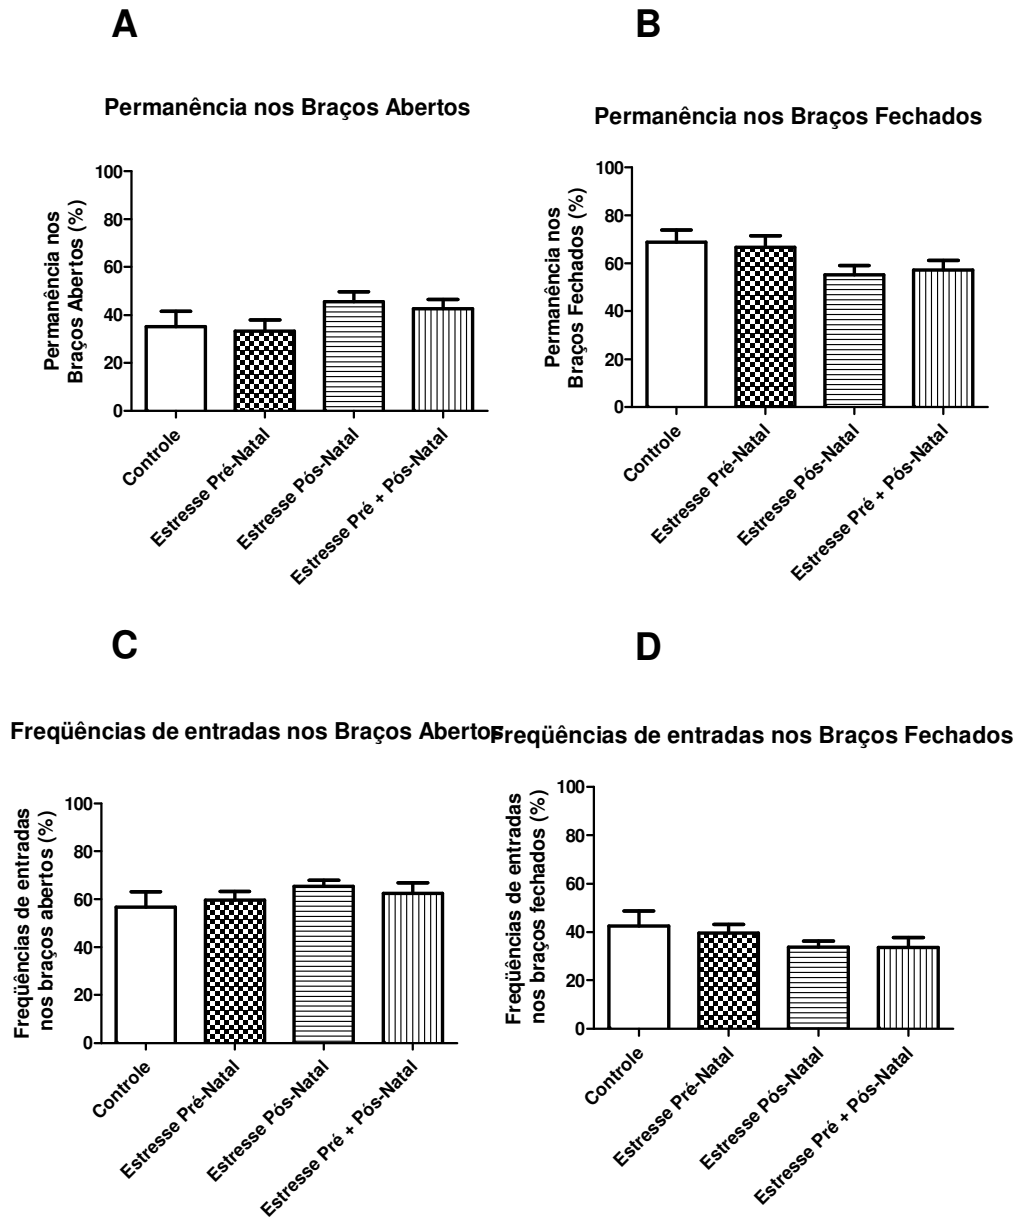 A
Permanência nos Braços Abertos
Permanência nos
Braços Abertos (%)
100
80
60
40
20
0
Controle
Estresse Pré-Natal
Estresse Pós-Natal
Estresse Pré + Pós-Natal
B
Permanência nos Braços Fechados
Permanência nos
Braços Fechados (%)
100
80
60
40
20
0
Controle
Estresse Pré-Natal
Estresse Pós-Natal
Estresse Pré + Pós-Natal
C
Freqüências de entradas nos Braços Abertos
Freqüências de entradas
nos braços abertos (%)
100
80
60
40
20
0
Controle
Estresse Pré-Natal
Estresse Pós-Natal
Estresse Pré + Pós-Natal
D
Freqüências de entradas nos Braços Fechados
Freqüências de entradas
nos braços fechados (%)
100
80
60
40
20
0
Controle
Estresse Pré-Natal
Estresse Pós-Natal
Estresse Pré + Pós-Natal